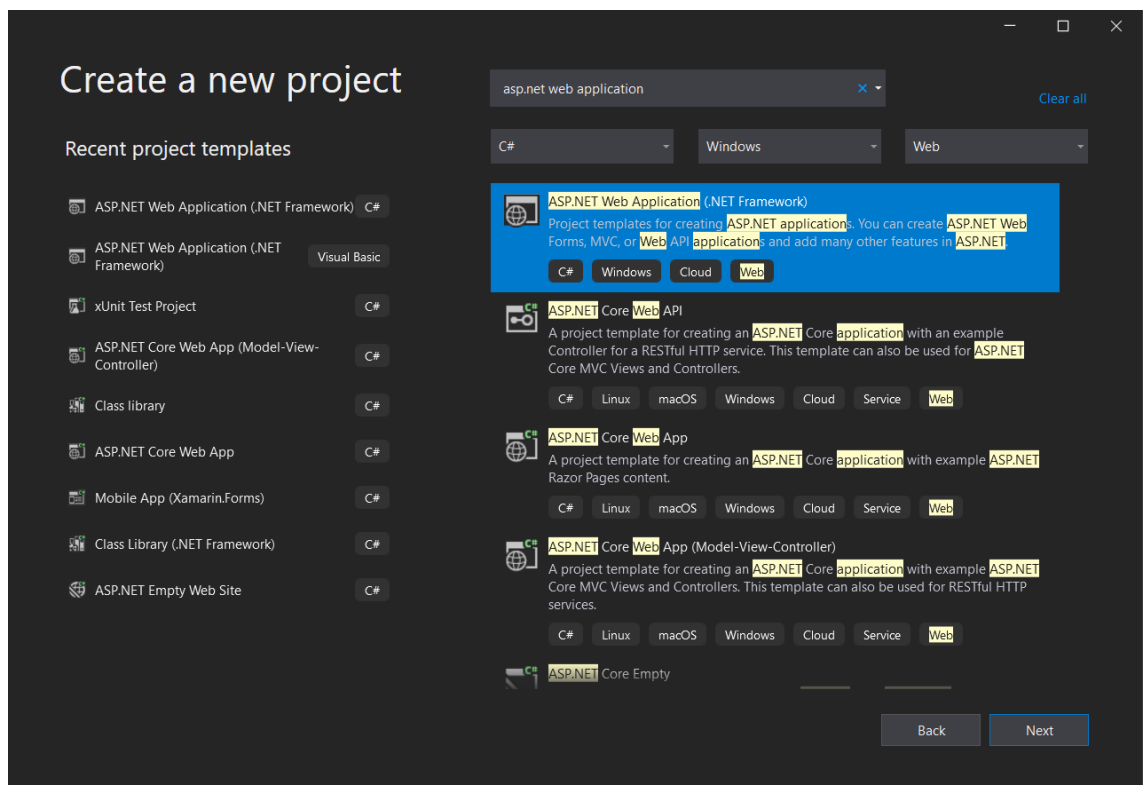 Create a new project
asp.net web application
Clear all
Recent project templates
C#
Windows
Web
ASP.NET Web Application (.NET Framework)
C#
ASP.NET Web Application (.NET
Framework)
Visual Basic
xUnit Test Project
C#
ASP.NET Core Web App (Model-View-
Controller)
C#
Class library
C#
ASP.NET Core Web App
C#
Mobile App (Xamarin.Forms)
C#
Class Library (.NET Framework)
C#
ASP.NET Empty Web Site
C#
ASP.NET Web Application (.NET Framework)
Project templates for creating ASP.NET applications. You can create ASP.NET Web
Forms, MVC, or Web API applications and add many other features in ASP.NET.
C# Windows Cloud Web
ASP.NET Core Web API
A project template for creating an ASP.NET Core application with an example
Controller for a RESTful HTTP service. This template can also be used for ASP.NET
Core MVC Views and Controllers.
C# Linux macOS Windows Cloud Service Web
ASP.NET Core Web App
A project template for creating an ASP.NET Core application with example ASP.NET
Razor Pages content.
C# Linux macOS Windows Cloud Service Web
ASP.NET Core Web App (Model-View-Controller)
A project template for creating an ASP.NET Core application with example ASP.NET
Core MVC Views and Controllers. This template can also be used for RESTful HTTP
services.
C# Linux macOS Windows Cloud Service Web
ASP.NET Core Empty
Back
Next